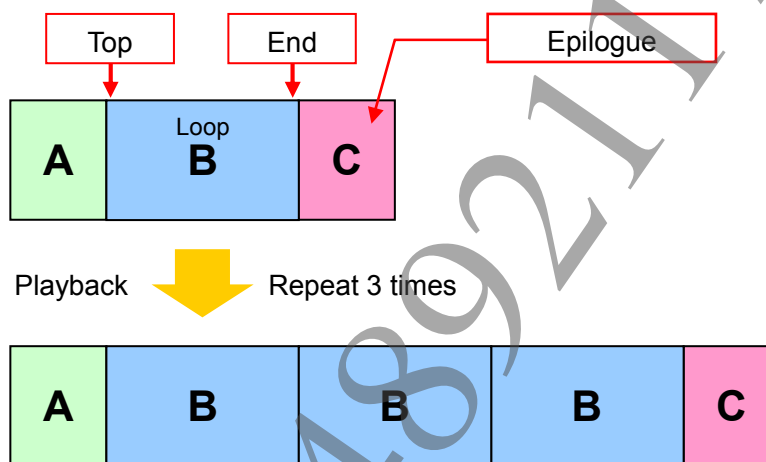 Top End Epilogue
Loop
A B C
Playback Repeat 3 times
A B B B C